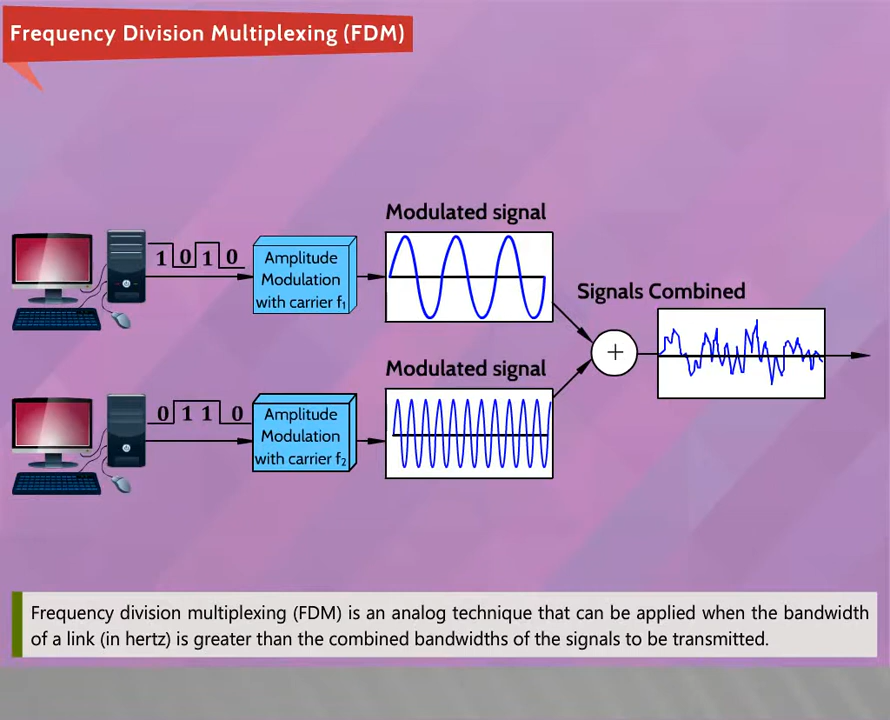 Frequency Division Multiplexing (FDM)
Modulated signal
1 0 1 0
Amplitude
Modulation
with carrier f₁
Signals Combined
+
Modulated signal
0 1 1 0
Amplitude
Modulation
with carrier f₂
Frequency division multiplexing (FDM) is an analog technique that can be applied when the bandwidth
of a link (in hertz) is greater than the combined bandwidths of the signals to be transmitted.